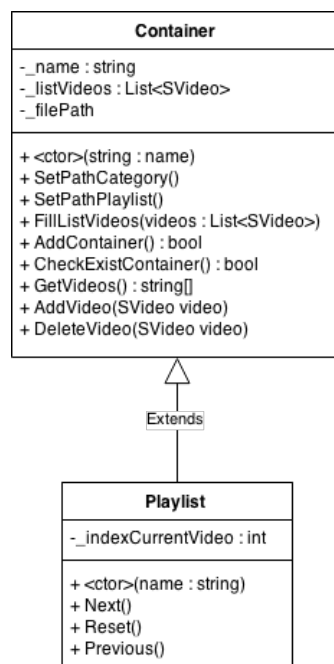 Container
-_name : string
-_listVideos : List<SVideo>
-_filePath
+ <ctor>(string : name)
+ SetPathCategory()
+ SetPathPlaylist()
+ FillListVideos(videos : List<SVideo>)
+ AddContainer() : bool
+ CheckExistContainer() : bool
+ GetVideos() : string[]
+ AddVideo(SVideo video)
+ DeleteVideo(SVideo video)
Extends
Playlist
-_indexCurrentVideo : int
+ <ctor>(name : string)
+ Next()
+ Reset()
+ Previous()